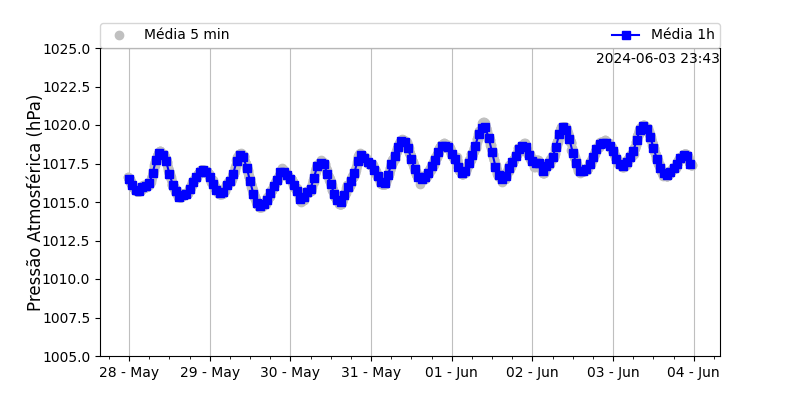 Média 5 min
Média 1h
2024-06-03 23:43
Pressão Atmosférica (hPa)
1025.0
1022.5
1020.0
1017.5
1015.0
1012.5
1010.0
1007.5
1005.0
28 - May
29 - May
30 - May
31 - May
01 - Jun
02 - Jun
03 - Jun
04 - Jun